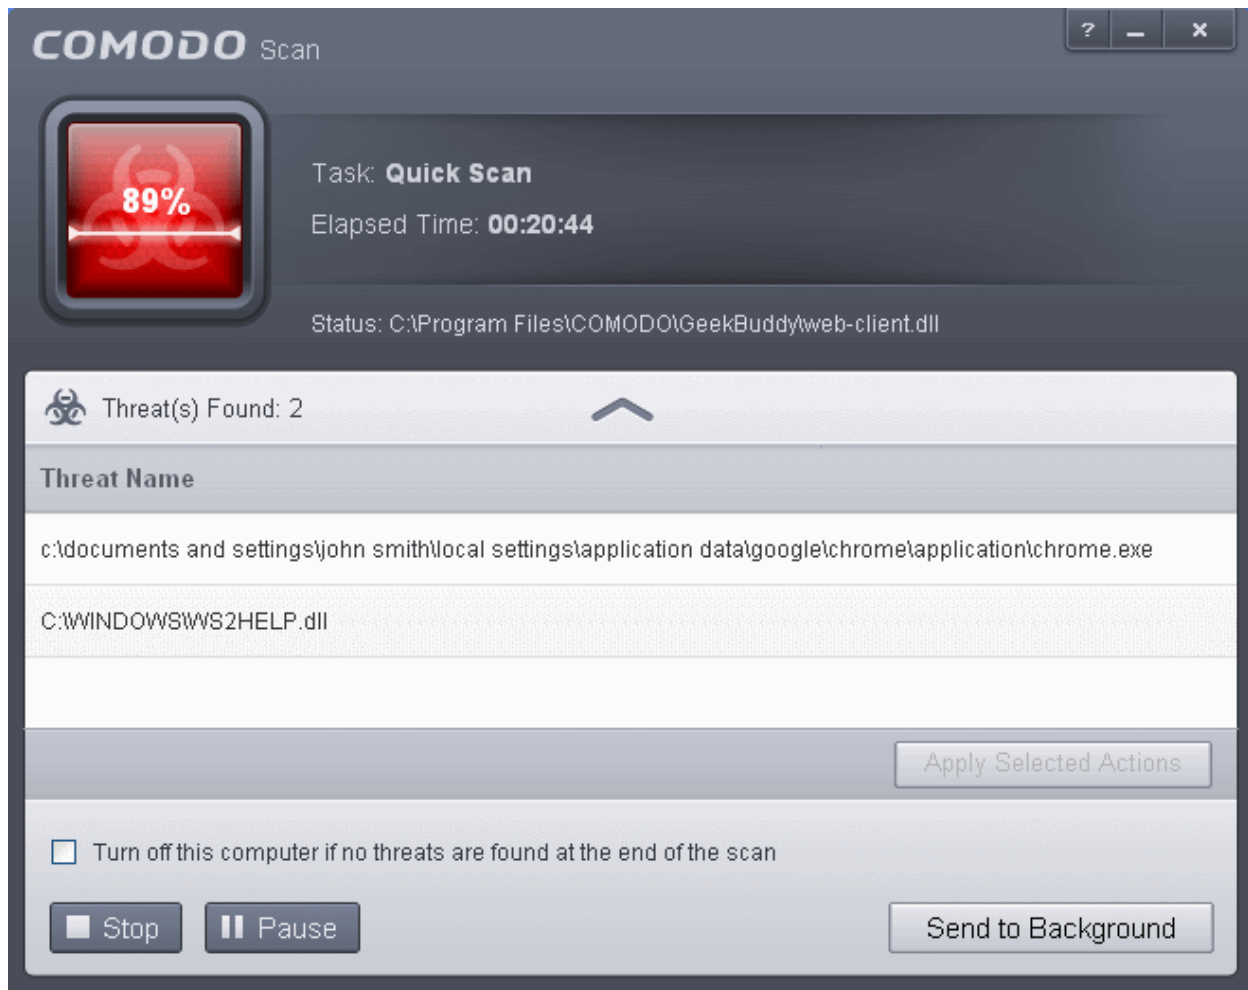 COMODO Scan
?
89%
Task: Quick Scan
Elapsed Time: 00:20:44
Status: C:\Program Files\COMODO\GeekBuddy\web-client.dll
Threat(s) Found: 2
Threat Name
c:\documents and settings\john smith\local settings\application data\google\chrome\application\chrome.exe
C:\WINDOWS\WS2HELP.dll
Apply Selected Actions
Turn off this computer if no threats are found at the end of the scan
Stop
Pause
Send to Background